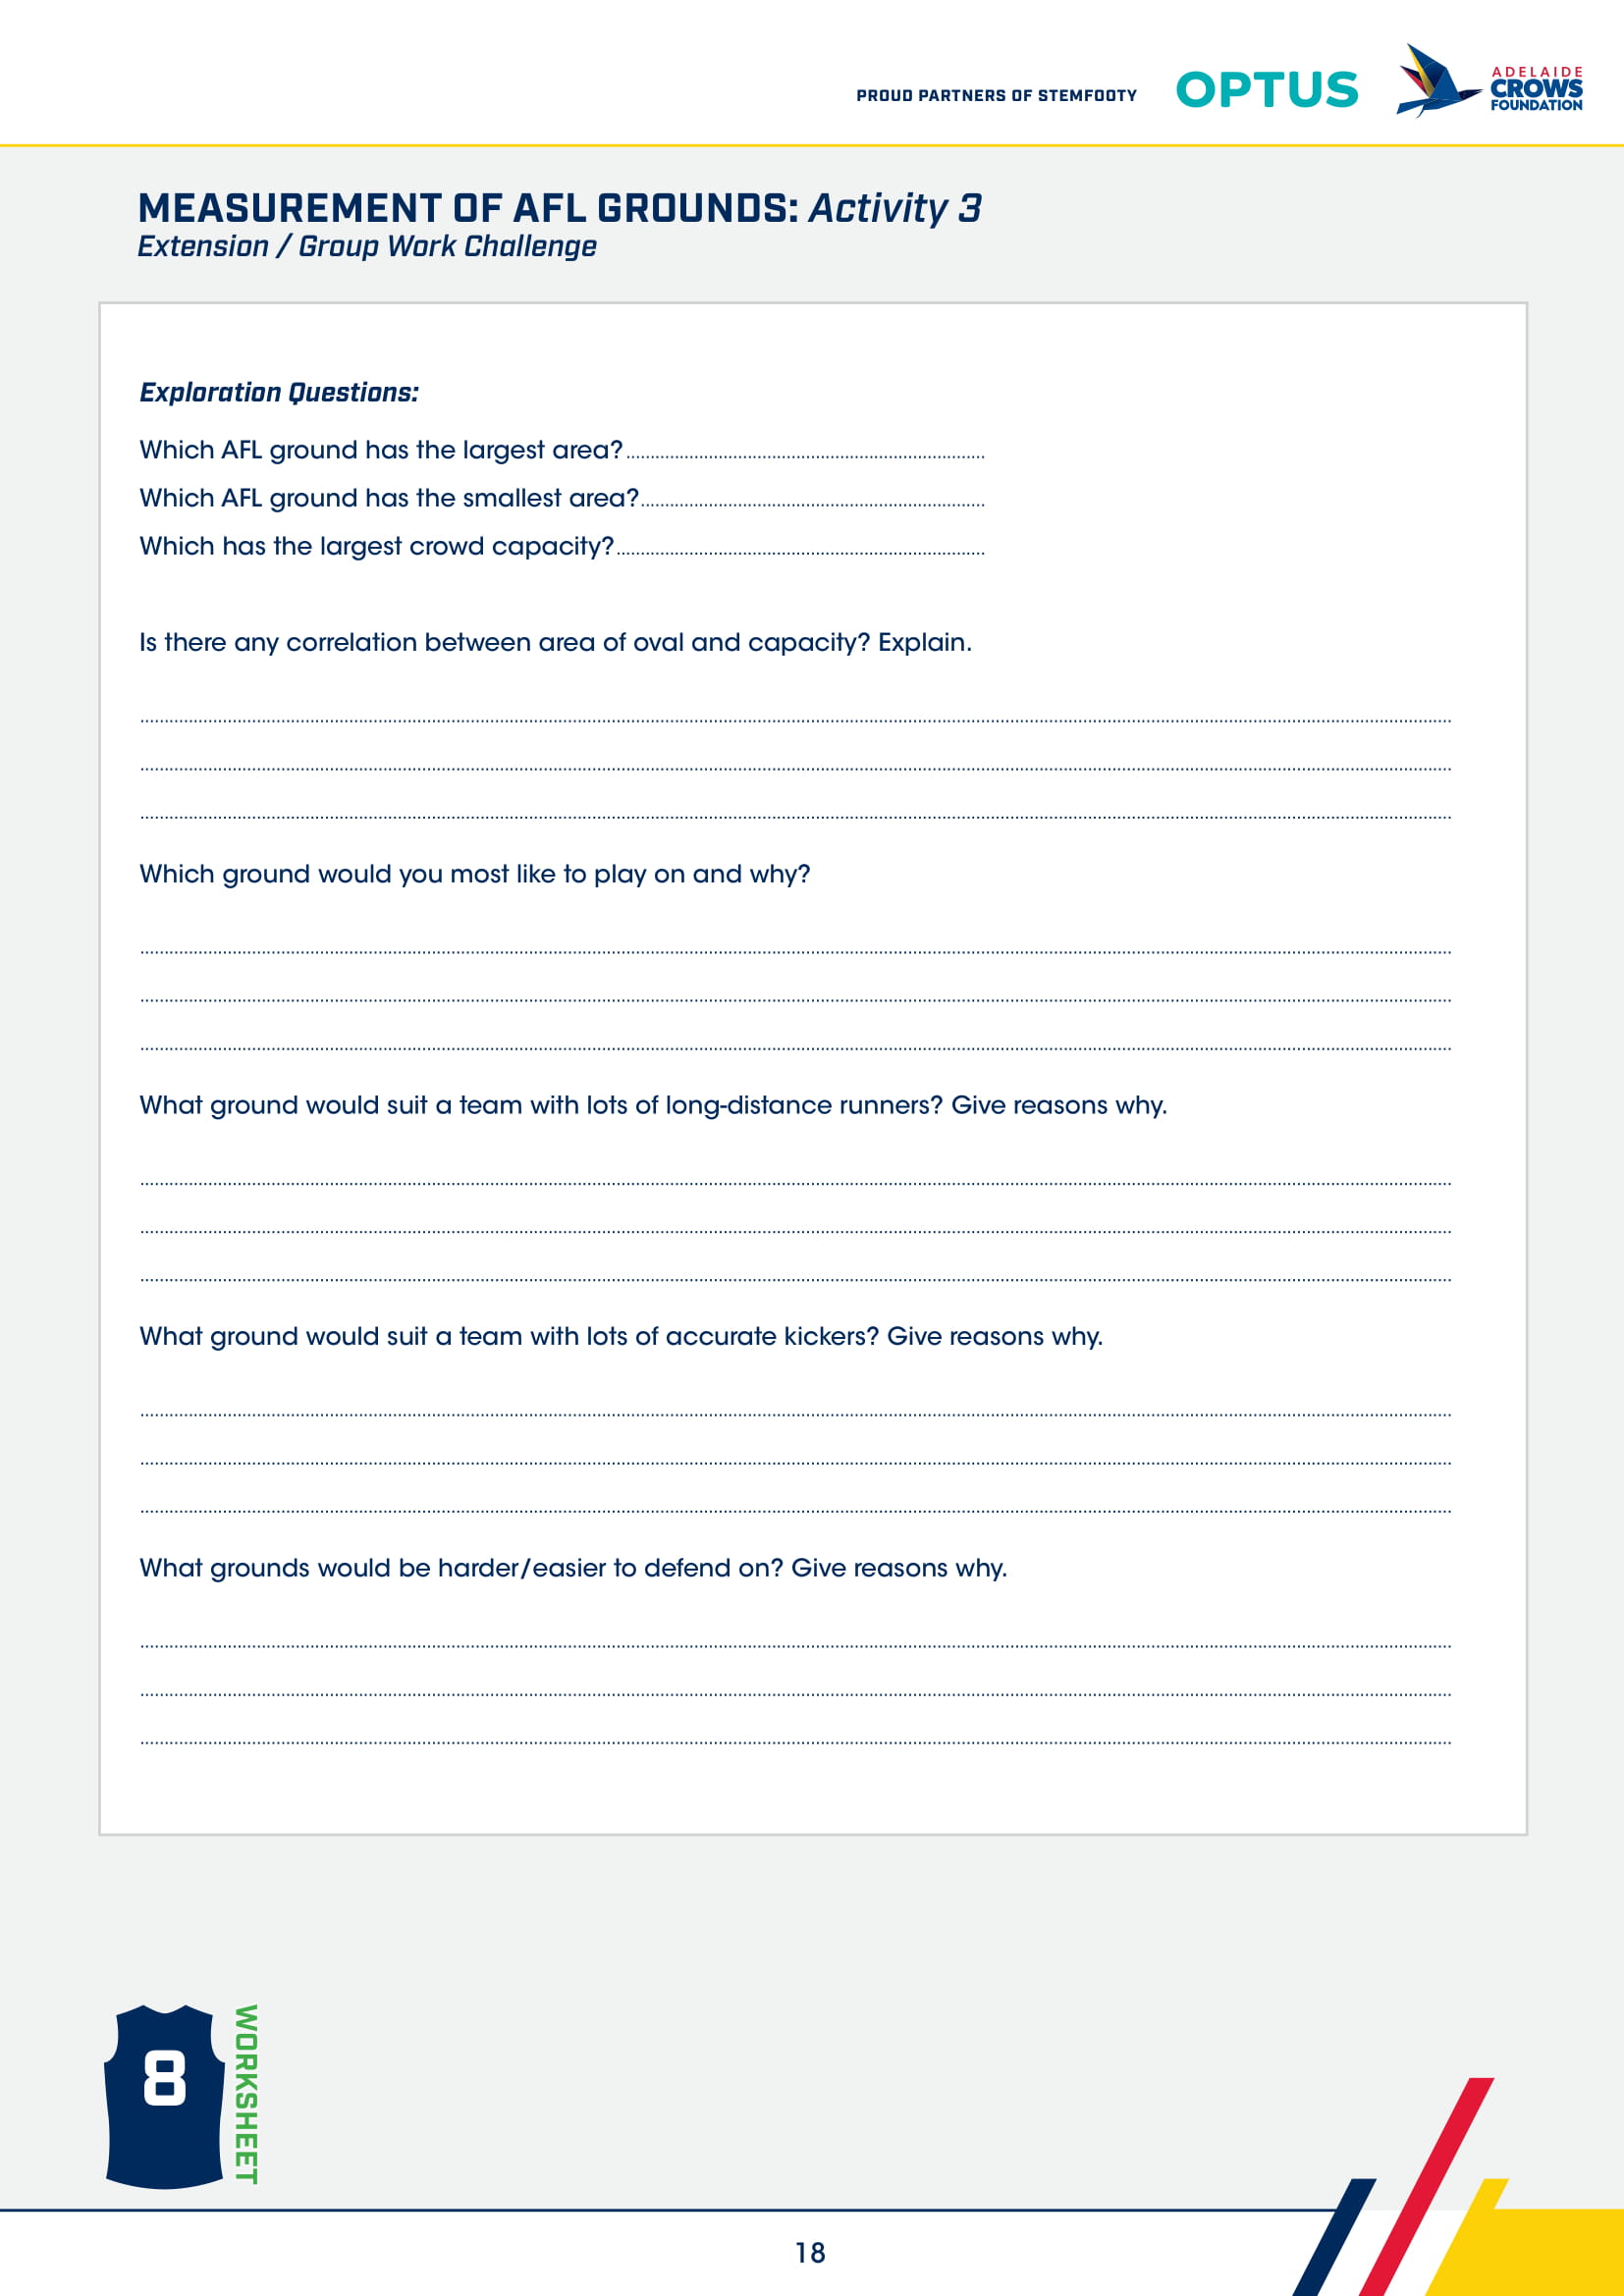 PROUD PARTNERS OF STEMFOOTY
OPTUS
ADELAIDE
CROWS
FOUNDATION
MEASUREMENT OF AFL GROUNDS: Activity 3
Extension / Group Work Challenge
Exploration Questions:
Which AFL ground has the largest area?
Which AFL ground has the smallest area?
Which has the largest crowd capacity?
Is there any correlation between area of oval and capacity? Explain.
Which ground would you most like to play on and why?
What ground would suit a team with lots of long-distance runners? Give reasons why.
What ground would suit a team with lots of accurate kickers? Give reasons why.
What grounds would be harder/easier to defend on? Give reasons why.
8
WORKSHEET
18